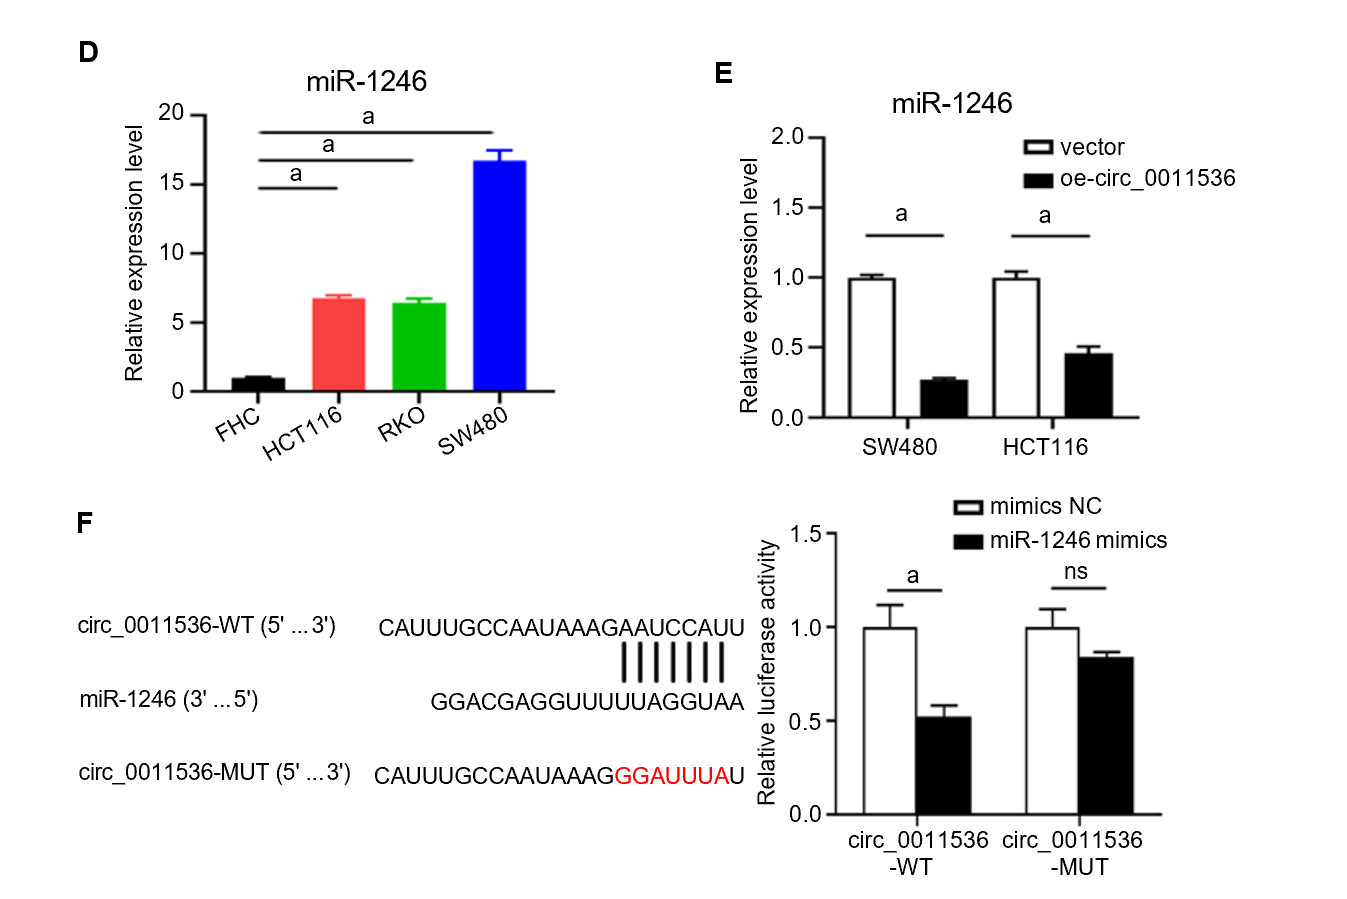 D
miR-1246
Relative expression level
20
15
10
5
0
a
a
a
FHC
HCT116
RKO
SW480
E
miR-1246
Relative expression level
2.0
1.5
1.0
0.5
0.0
vector
oe-circ_0011536
a
a
SW480
HCT116
F
circ_0011536-WT (5' ...3') CAUUUGCCAAUAAAGAAUCCAUU
miR-1246 (3' ...5') GGACGAGGUUUUUAGGUAA
circ_0011536-MUT (5' ...3') CAUUUGCCAAUAAAGGGAUUUAU
Relative luciferase activity
1.5
1.0
0.5
0.0
mimics NC
miR-1246 mimics
a
ns
circ_0011536
-WT
circ_0011536
-MUT